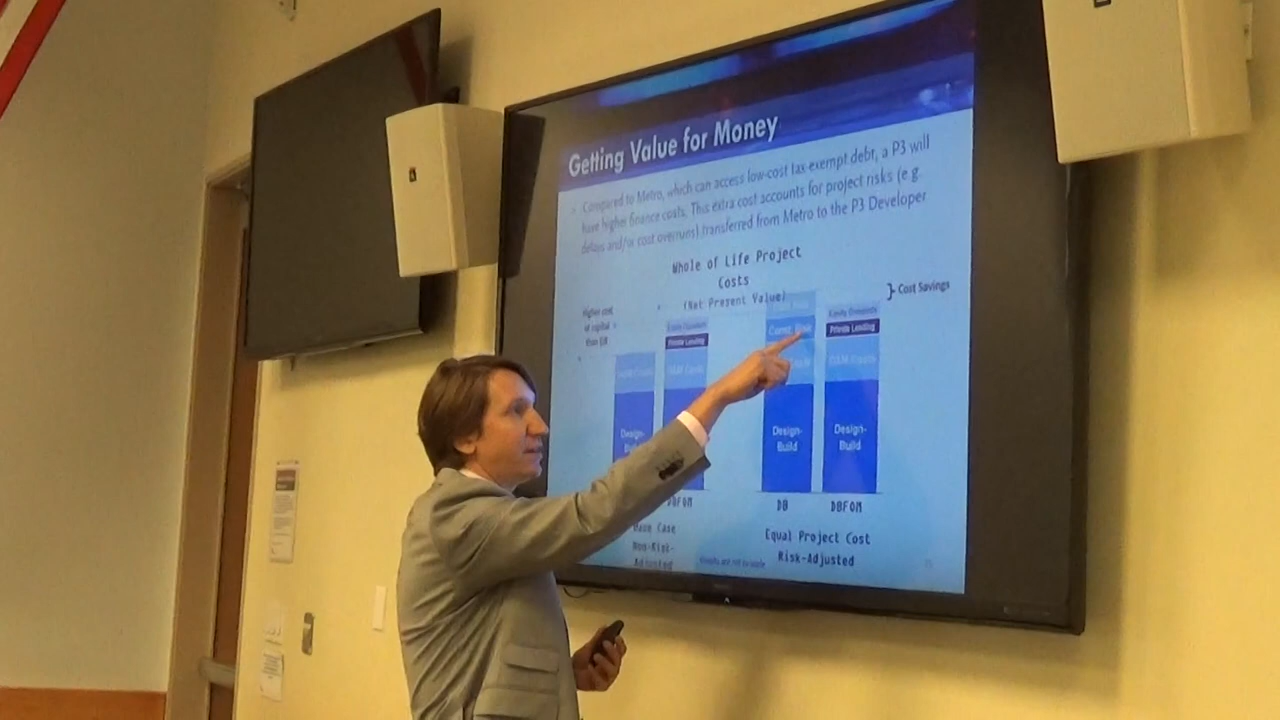 Getting Value for Money
Compared to Metro, which can access low-cost tax-exempt debt, a P3 will
have higher finance costs. This extra cost accounts for project risks (e g.
delays and/or cost overruns) transferred from Metro to the P3 Developer
Whole of Life Project
Costs
(Net Present Value)
Higher cost
of capital
than DB
} Cost Savings
Equity Dividends
Private Lending
Const. Risk
Equity Dividends
Private Lending
O&M Costs
O&M Costs
Design-
Build
Design-
Build
DBFOM
DB
DBFOM
Base Case
Non-Risk-
Adjusted
Equal Project Cost
Risk-Adjusted